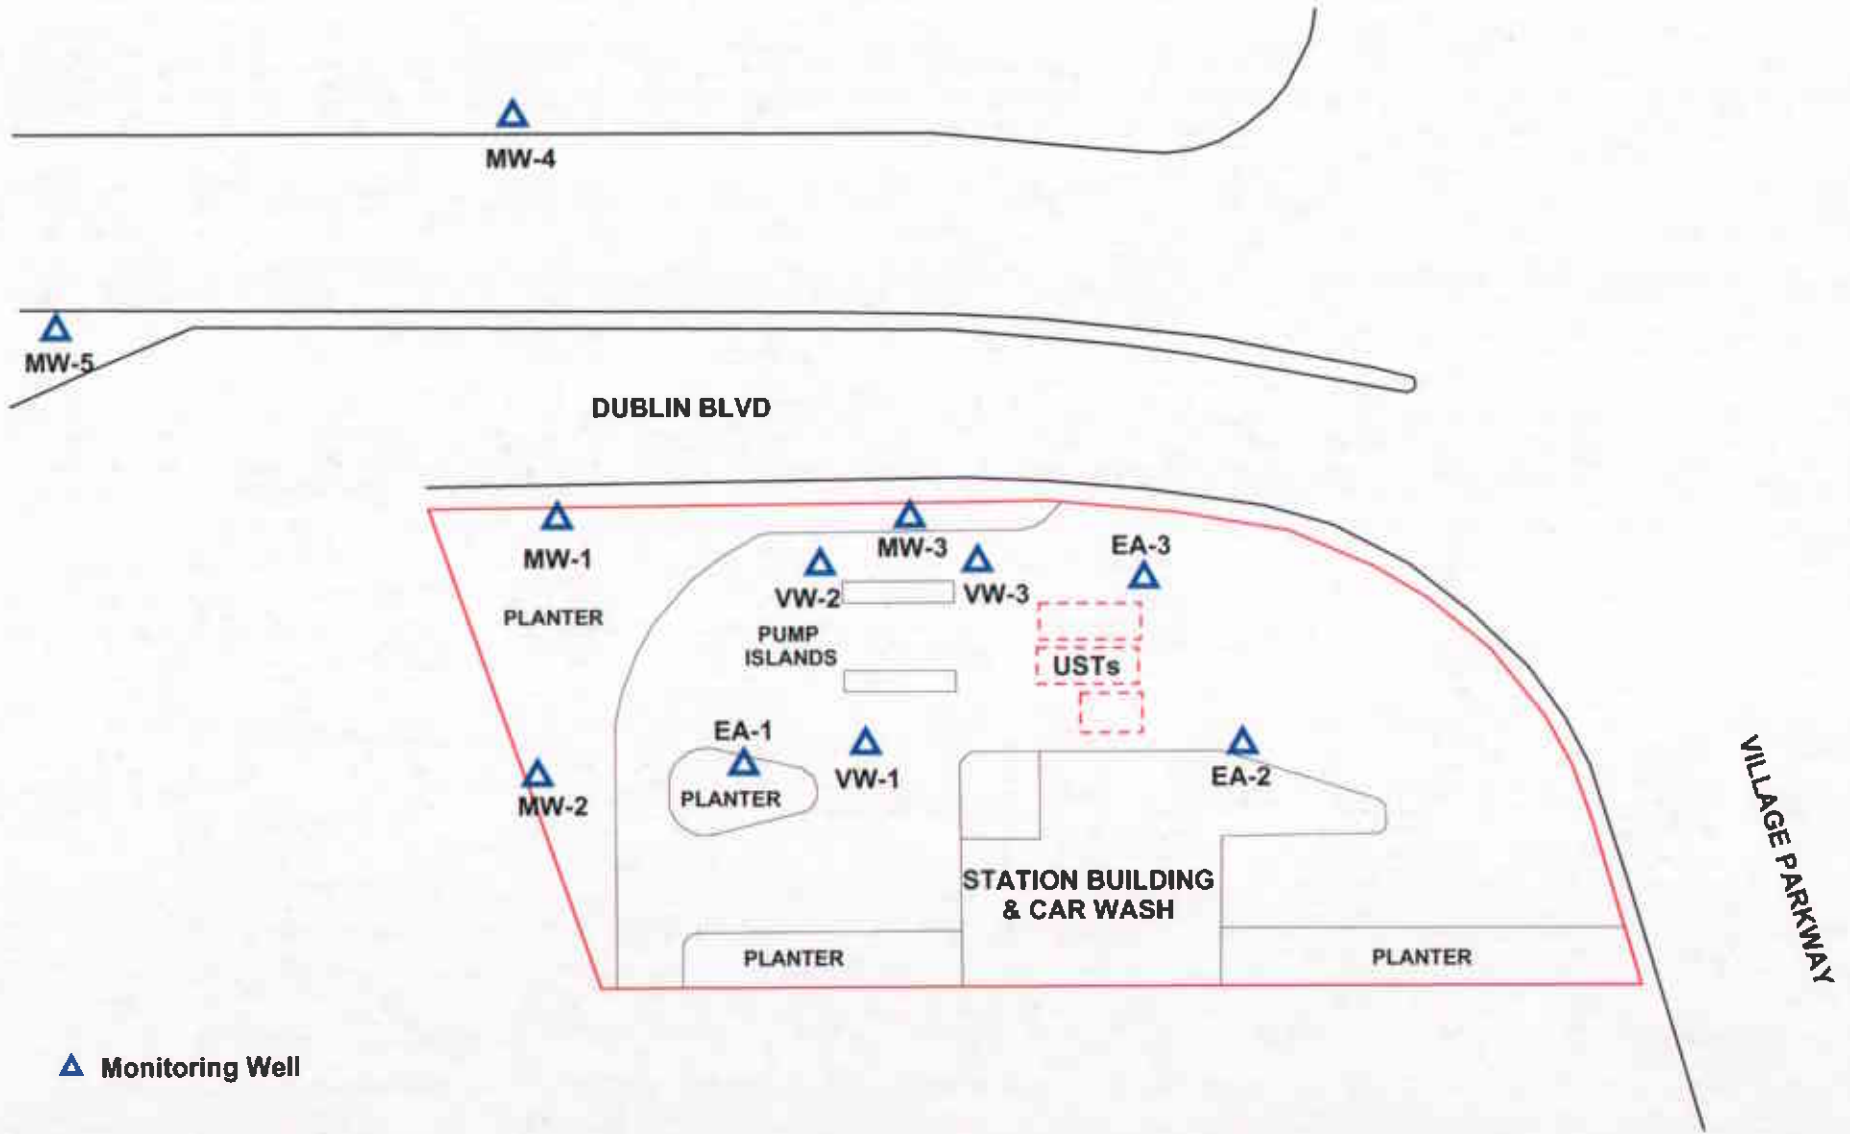 MW-4
MW-5
DUBLIN BLVD
MW-1
MW-3
EA-3
VW-2
VW-3
PLANTER
PUMP
ISLANDS
USTs
EA-1
MW-2
PLANTER
VW-1
EA-2
VILLAGE PARKWAY
STATION BUILDING
& CAR WASH
PLANTER
PLANTER
Monitoring Well